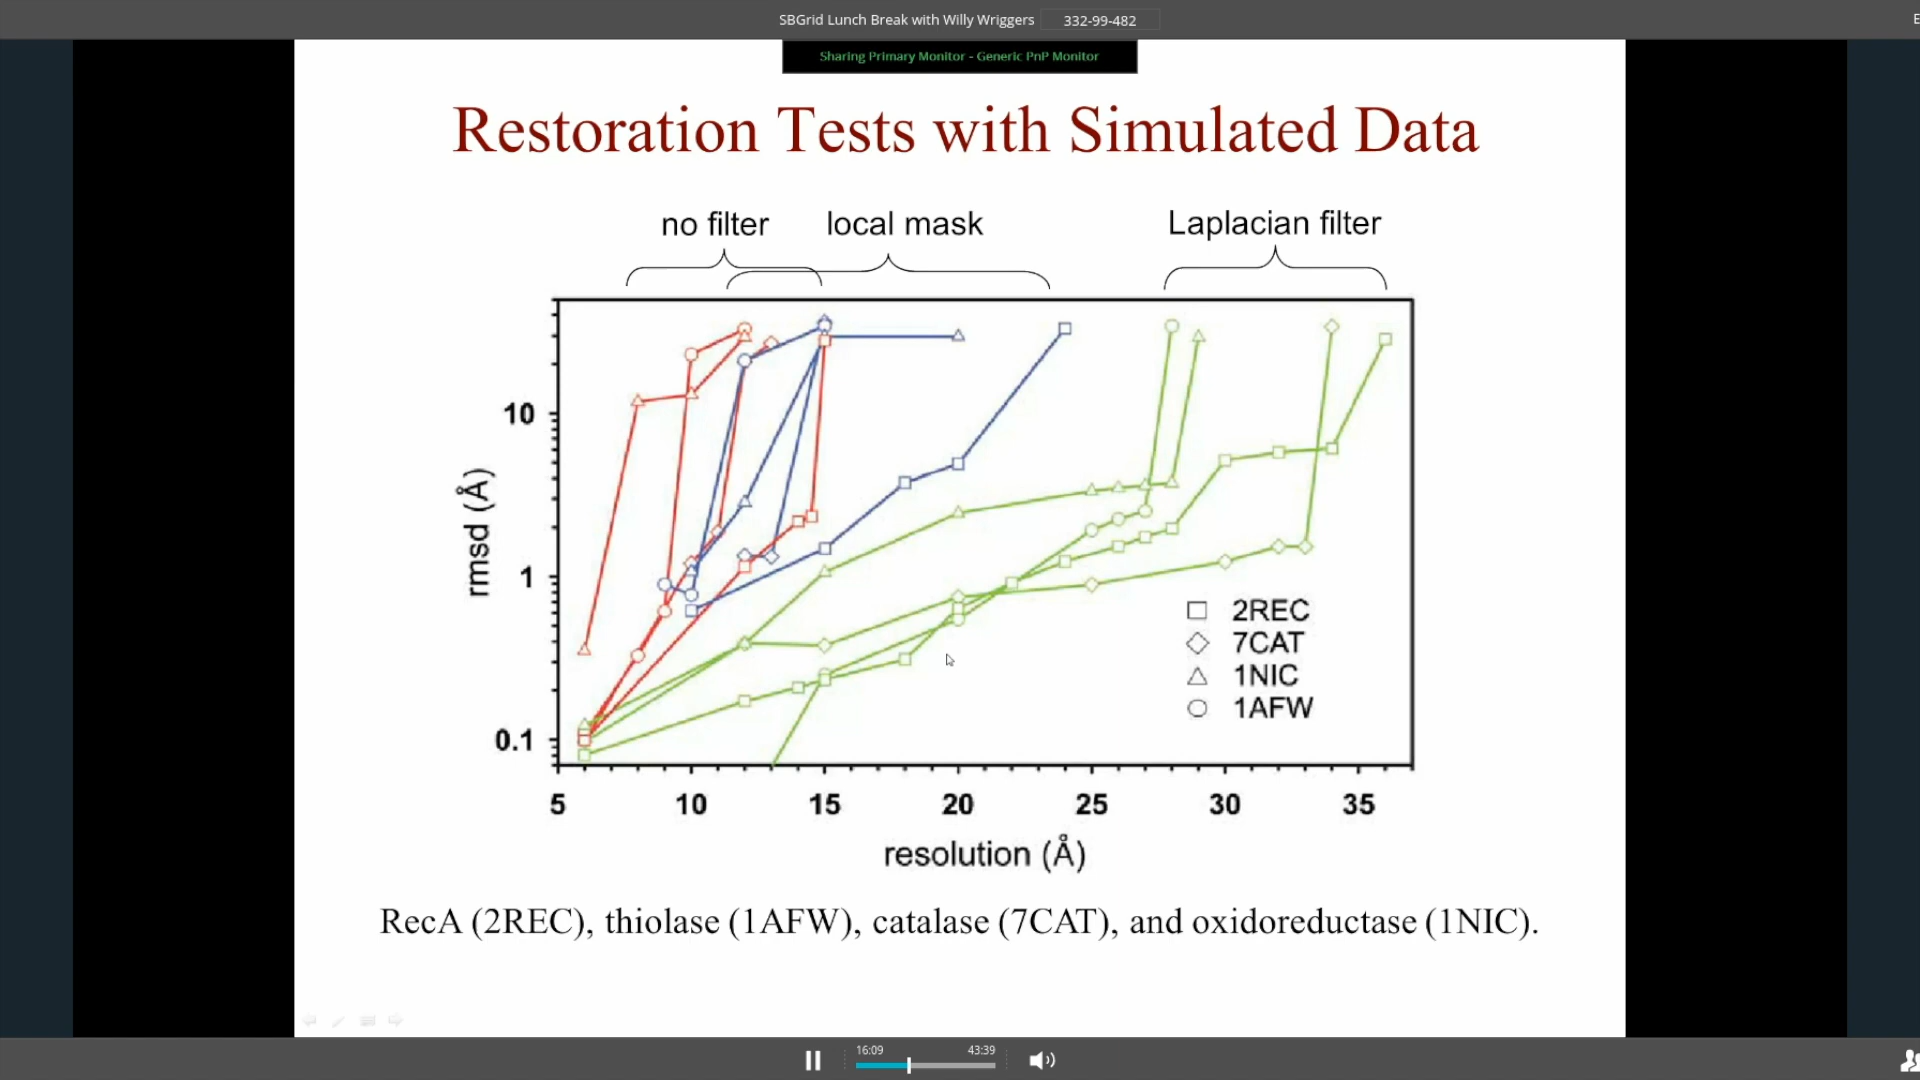 SBGrid Lunch Break with Willy Wriggers 332-99-482
E
Sharing Primary Monitor - Generic PnP Monitor
Restoration Tests with Simulated Data
no filter local mask Laplacian filter
10
1
0.1
rmsd (Å)
2REC
7CAT
1NIC
1AFW
5 10 15 20 25 30 35
resolution (Å)
RecA (2REC), thiolase (1AFW), catalase (7CAT), and oxidoreductase (1NIC).
16:09 43:39